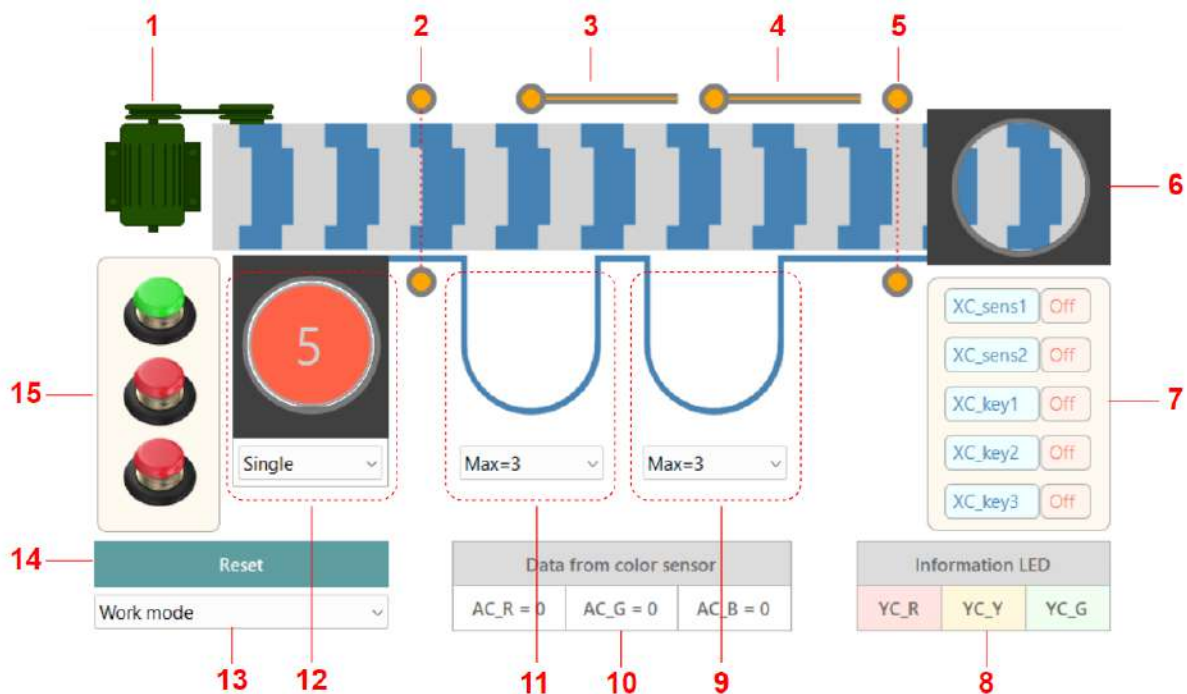 1
2
3
4
5
6
5
XC_sens1 Off
XC_sens2 Off
XC_key1 Off
XC_key2 Off
XC_key3 Off
7
15
Single
Max=3
Max=3
14
Reset
Work mode
Data from color sensor
AC_R = 0 AC_G = 0 AC_B = 0
Information LED
YC_R YC_Y YC_G
13
12
11
10
9
8